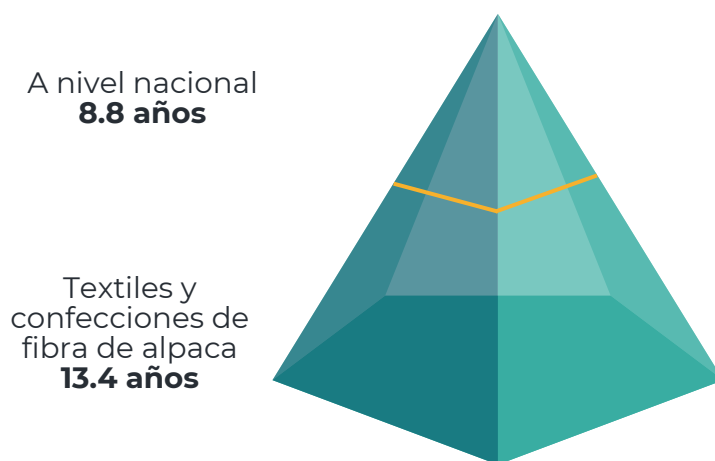 A nivel nacional
8.8 años
Textiles y
confecciones de
fibra de alpaca
13.4 años